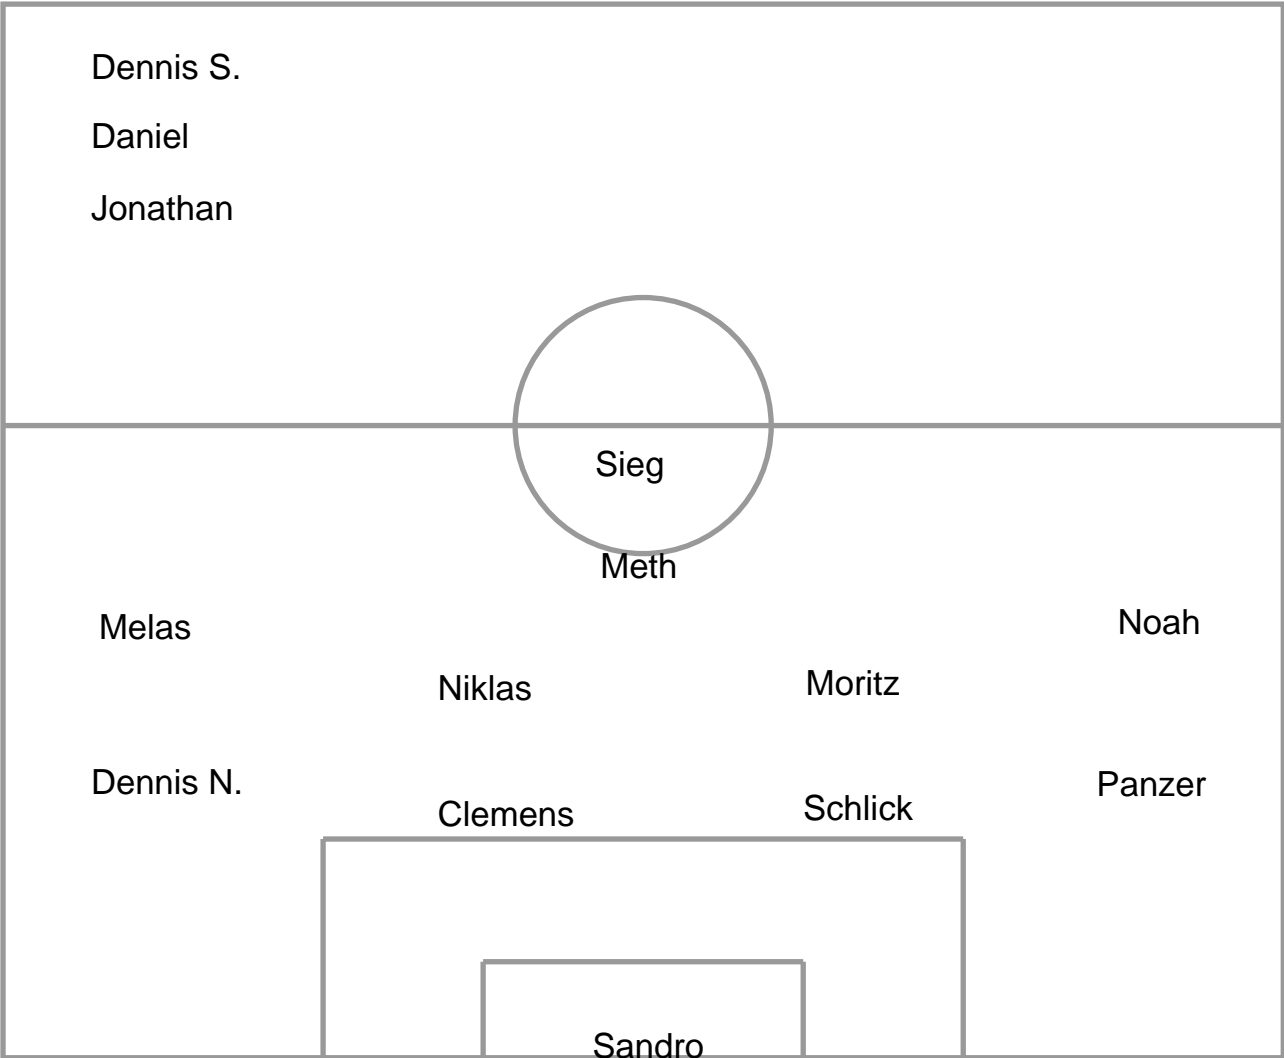 Dennis S.
Daniel
Jonathan
Sieg
Meth
Melas
Noah
Niklas
Moritz
Dennis N.
Panzer
Clemens
Schlick
Sandro